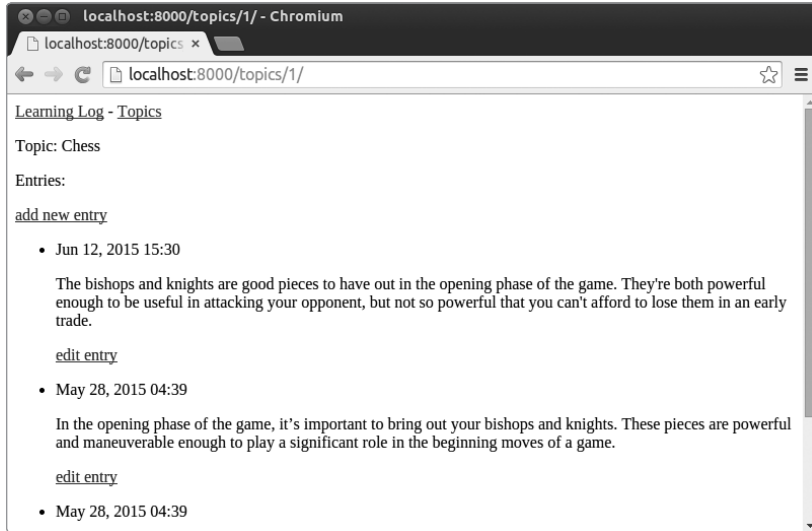 localhost:8000/topics/1/ - Chromium
localhost:8000/topics
localhost:8000/topics/1/
Learning Log - Topics
Topic: Chess
Entries:
add new entry
• Jun 12, 2015 15:30
The bishops and knights are good pieces to have out in the opening phase of the game. They're both powerful
enough to be useful in attacking your opponent, but not so powerful that you can't afford to lose them in an early
trade.
edit entry
• May 28, 2015 04:39
In the opening phase of the game, it’s important to bring out your bishops and knights. These pieces are powerful
and maneuverable enough to play a significant role in the beginning moves of a game.
edit entry
• May 28, 2015 04:39